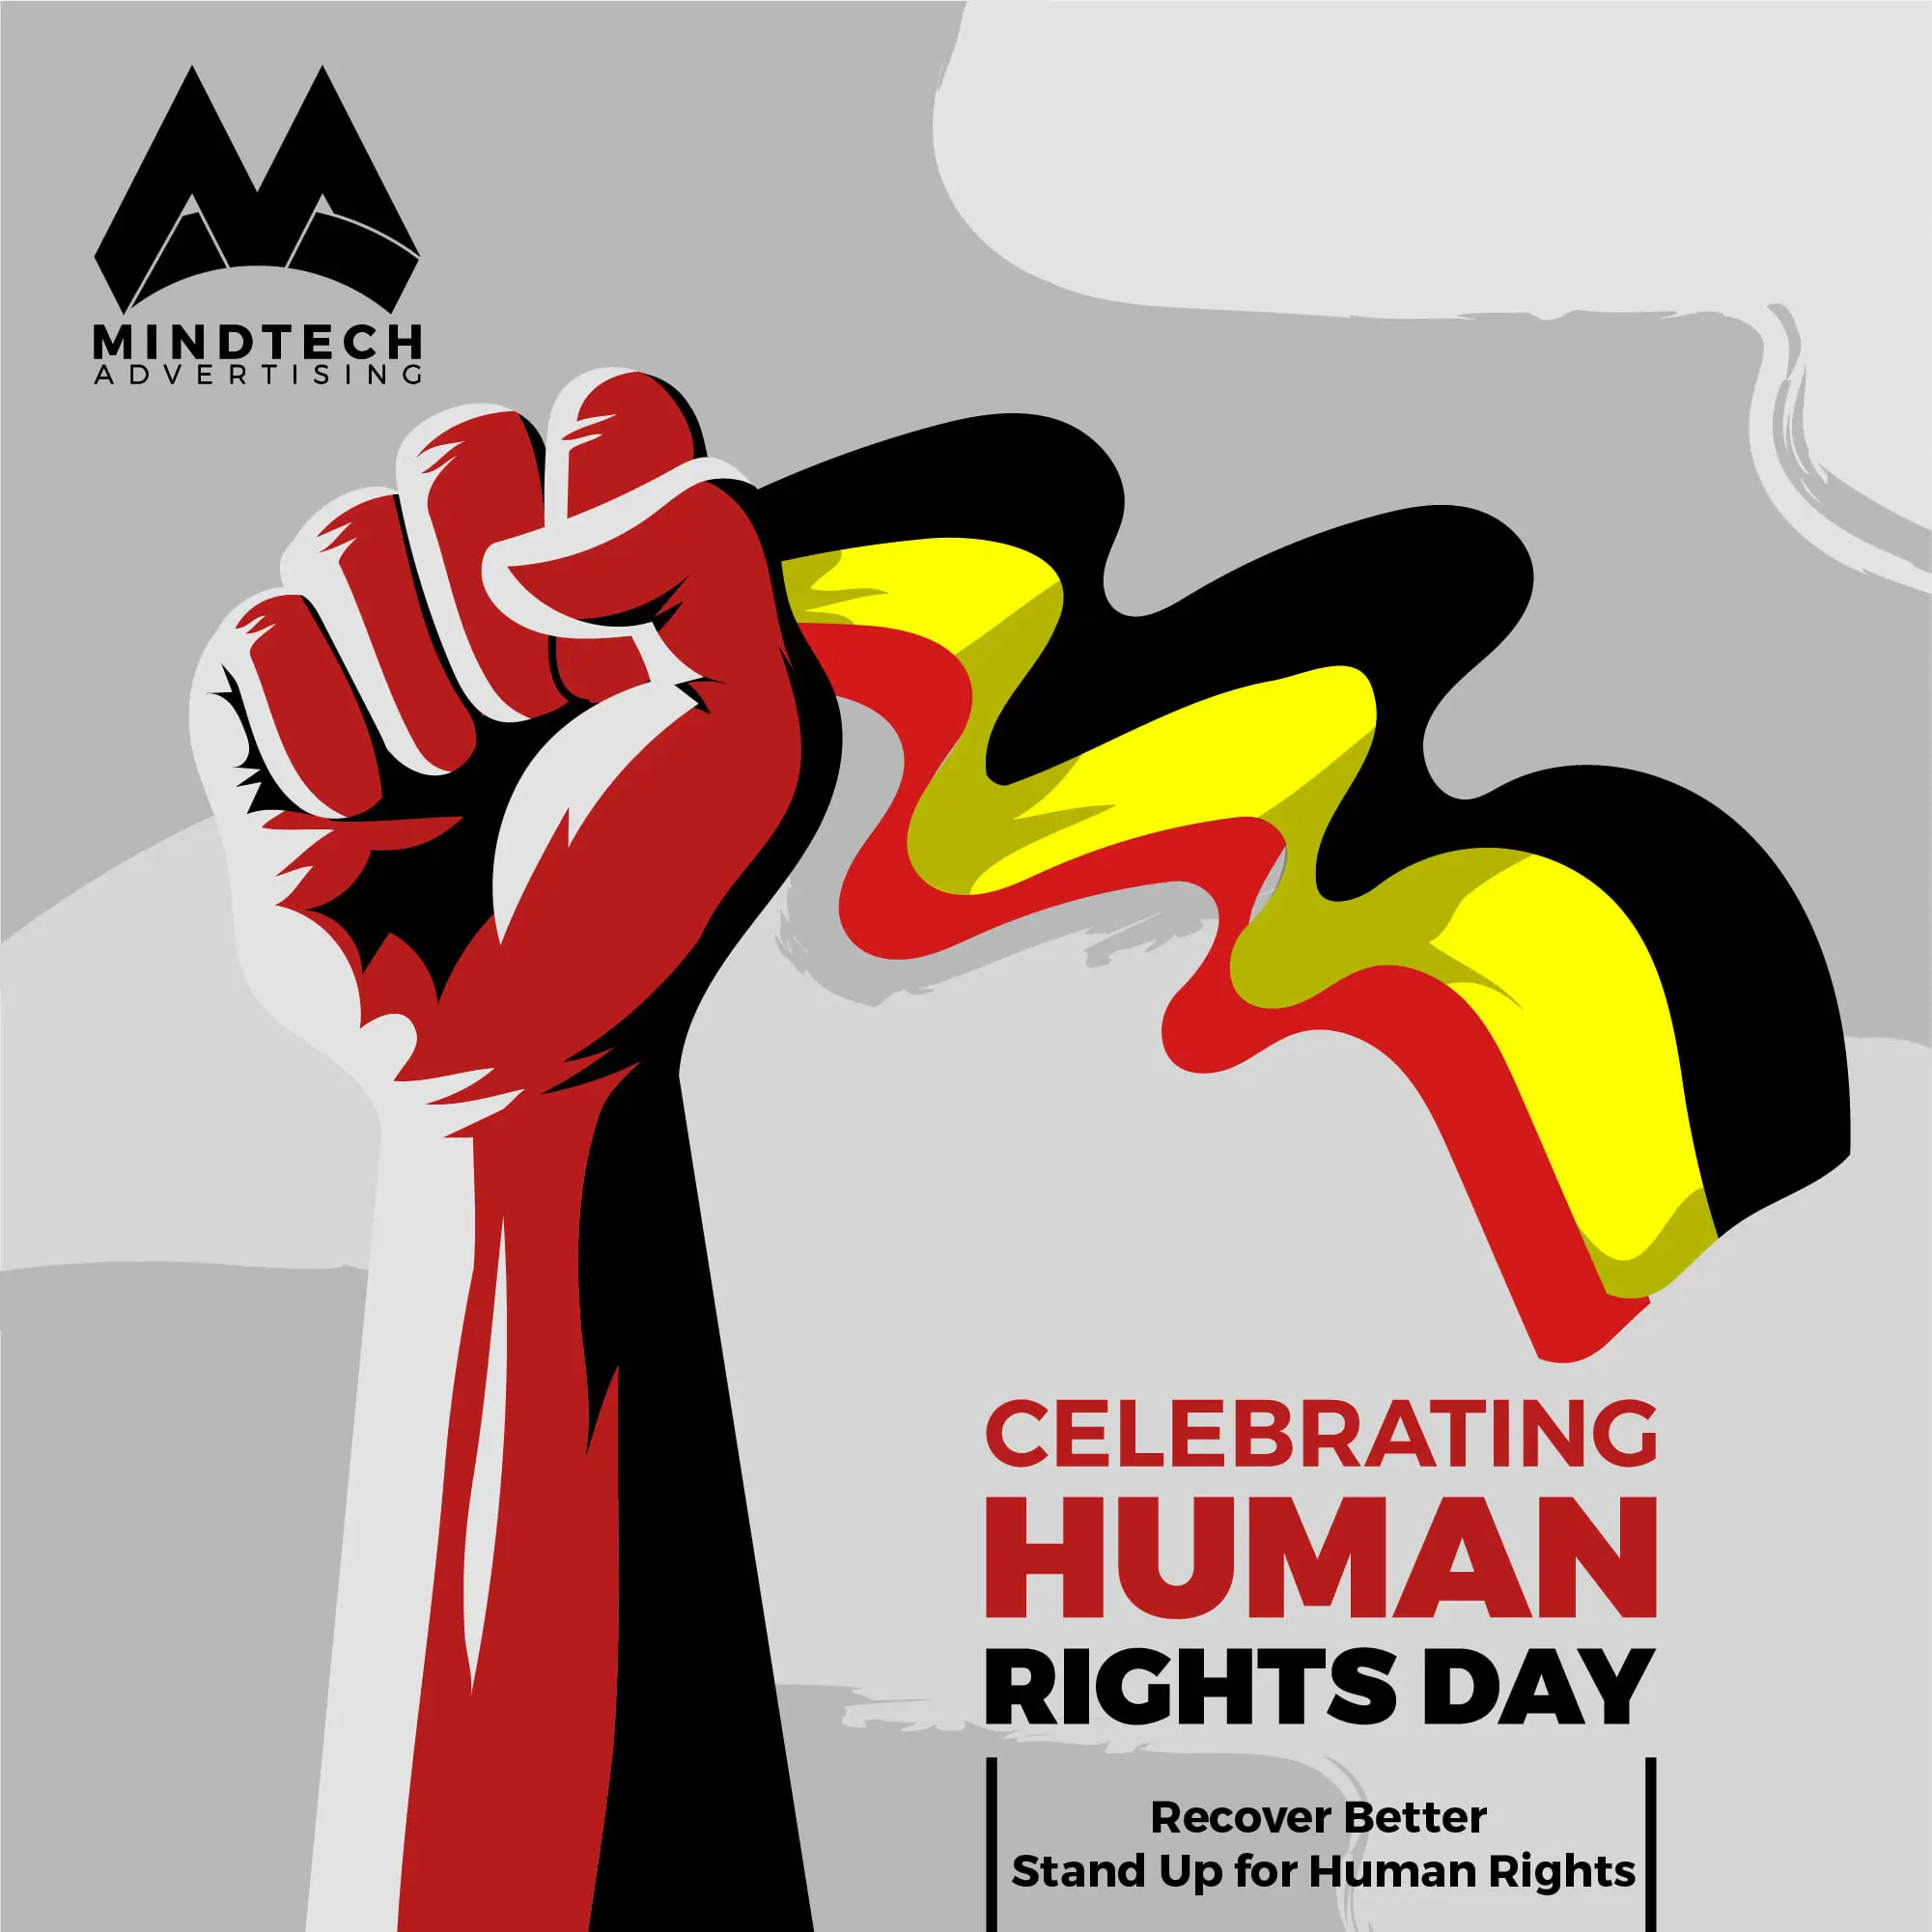 MINDTECH
ADVERTISING
CELEBRATING
HUMAN
RIGHTS DAY
Recover Better
Stand Up for Human Rights